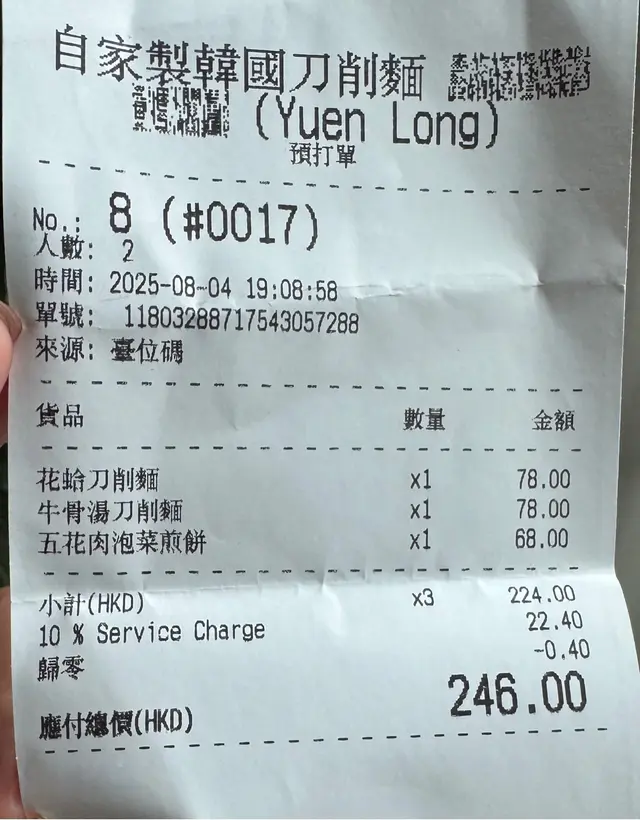 自家製韓國刀削麵
(Yuen Long)
預打單
No.: 8 (#0017)
人數: 2
時間: 2025-08-04 19:08:58
單號: 11803288717543057288
來源: 臺位碼
貨品 數量 金額
花蛤刀削麵 x1 78.00
牛骨湯刀削麵 x1 78.00
五花肉泡菜煎餅 x1 68.00
小計(HKD) x3 224.00
10 % Service Charge 22.40
歸零 -0.40
應付總價(HKD) 246.00